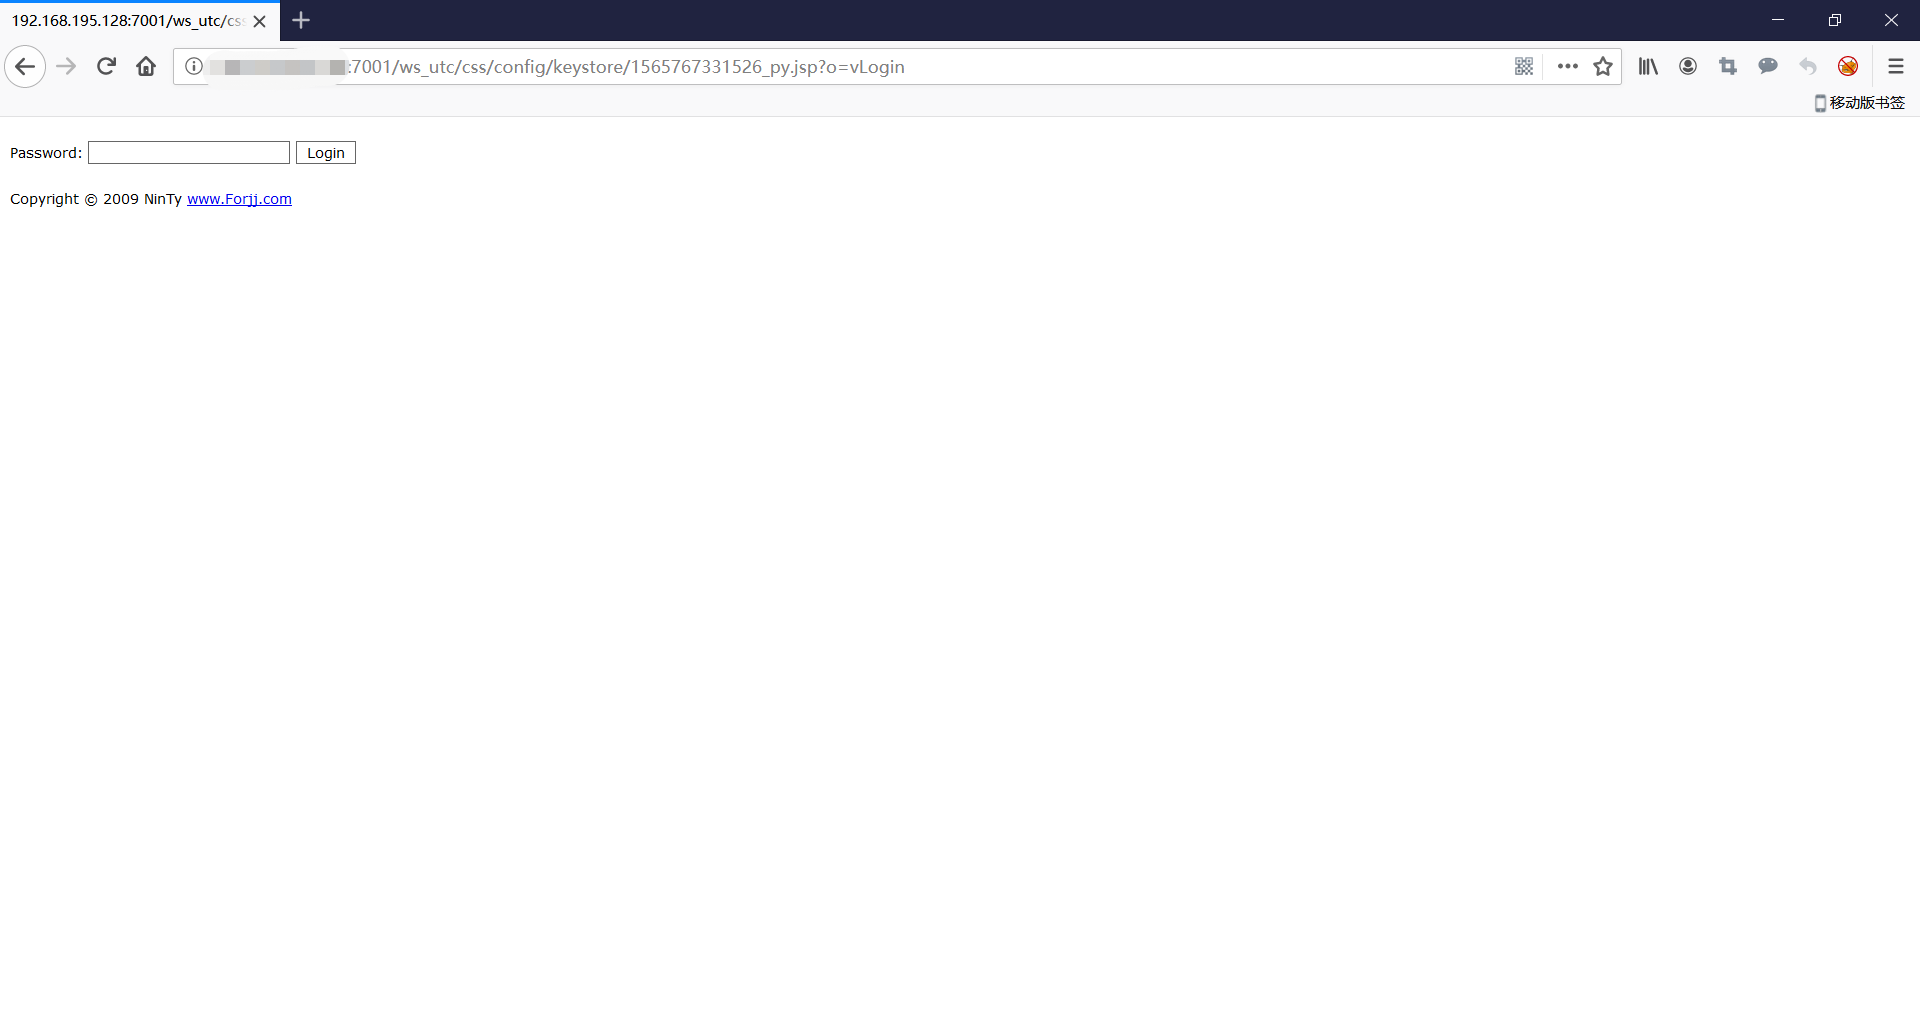 192.168.195.128:7001/ws_utc/css
:7001/ws_utc/css/config/keystore/1565767331526_py.jsp?o=vLogin
移动版书签
Password: Login
Copyright © 2009 NinTy www.Forjj.com